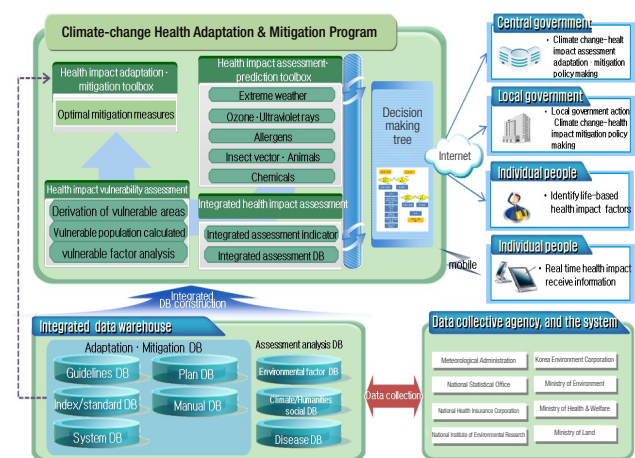 Climate-change Health Adaptation & Mitigation Program
Health impact adaptation·
mitigation toolbox
Optimal mitigation measures
Health impact assessment·
prediction toolbox
Extreme weather
Ozone·Ultraviolet rays
Allergens
Insect vector·Animals
Chemicals
Health impact vulnerability assessment
Derivation of vulnerable areas
Vulnerable population calculated
vulnerable factor analysis
Integrated health impact assessment
Integrated assessment indicator
Integrated assessment DB
Decision
making
tree
Internet
mobile
Central government
• Climate change-healt
impact assessment
adaptation · mitigation
policy making
Local government
• Local government action
Climate change-health
impact mitigation policy
making
Individual people
• Identify life-based
health impact factors
Individual people
• Real time health impact
receive information
Integrated
DB construction
Integrated data warehouse
Adaptation · Mitigation DB
Guidelines DB
Plan DB
Index/standard DB
Manual DB
System DB
Assessment analysis DB
Environmental factor DB
Climate/Humanities
social DB
Disease DB
Data collection
Data collective agency, and the system
Meteorological Administration
Korea Environment Corporation
National Statistical Office
Ministry of Environment
National Health Insurance Corporation
Ministry of Health & Welfare
National Institute of Environmental Research
Ministry of Land